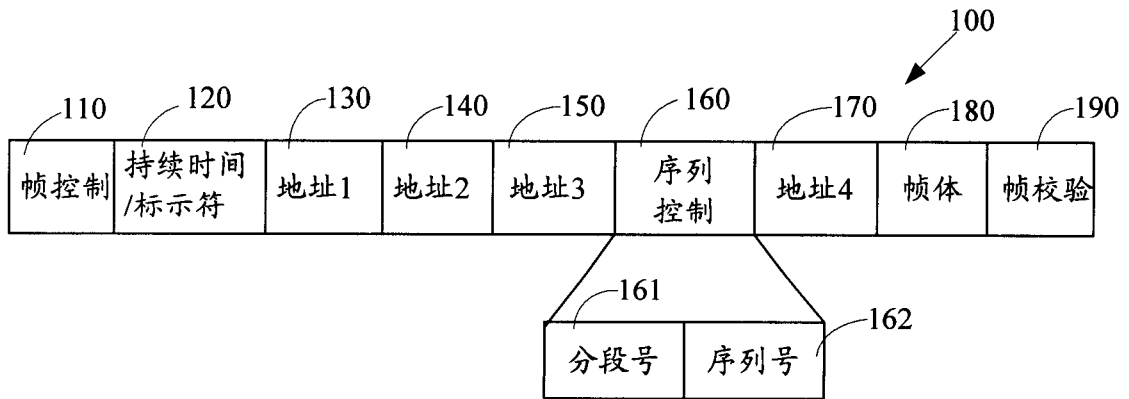 100
110
120
130
140
150
160
170
180
190
帧控制
持续时间
/标示符
地址1
地址2
地址3
序列
控制
地址4
帧体
帧校验
161
162
分段号
序列号